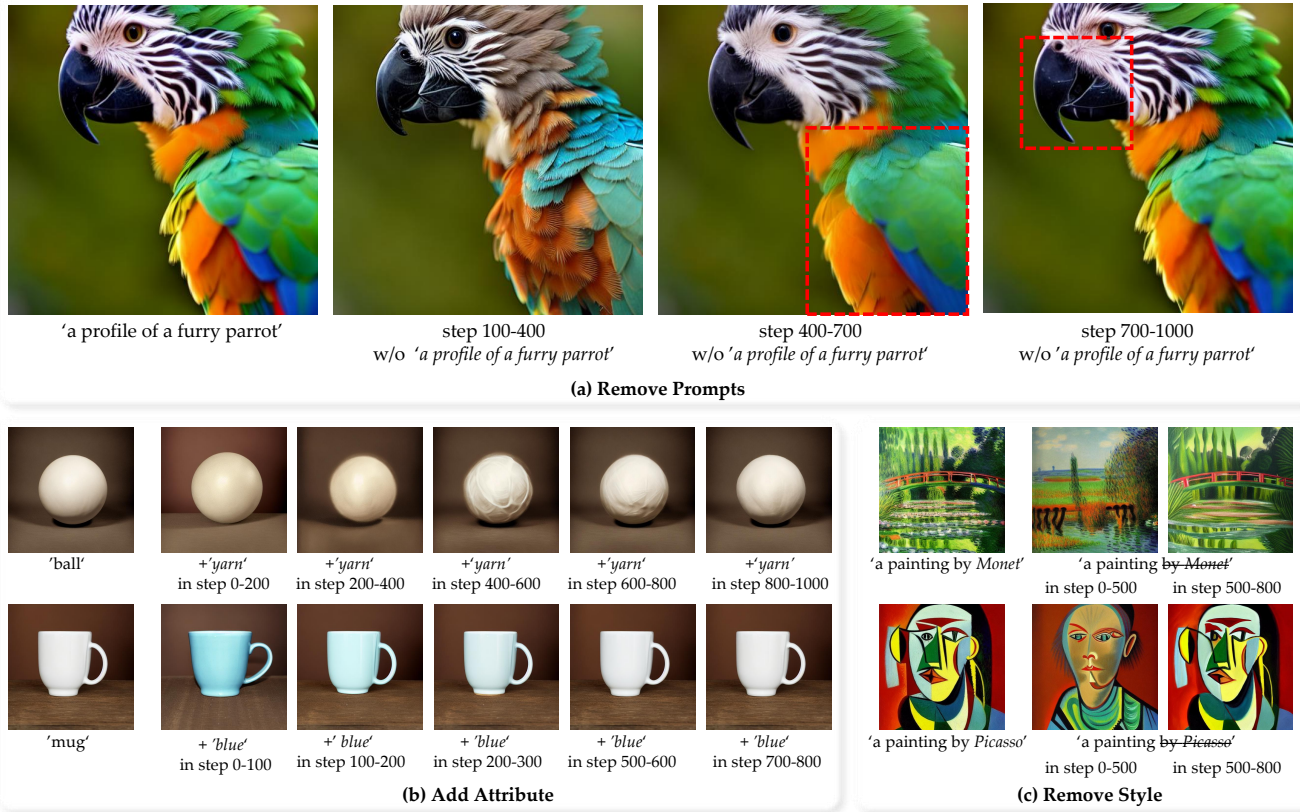 ‘a profile of a furry parrot’
step 100-400
w/o ‘a profile of a furry parrot’
step 400-700
w/o ’a profile of a furry parrot‘
step 700-1000
w/o ’a profile of a furry parrot‘
(a) Remove Prompts
’ball‘
+’yarn‘
in step 0-200
+’yarn‘
in step 200-400
+‘yarn’
in step 400-600
+’yarn‘
in step 600-800
+‘yarn’
in step 800-1000
’mug‘
+ ’blue‘
in step 0-100
+’ blue‘
in step 100-200
+ ’blue‘
in step 200-300
+ ’blue‘
in step 500-600
+ ’blue‘
in step 700-800
(b) Add Attribute
‘a painting by Monet’
‘a painting by Monet’
in step 0-500
in step 500-800
‘a painting by Picasso’
‘a painting by Picasso’
in step 0-500
in step 500-800
(c) Remove Style